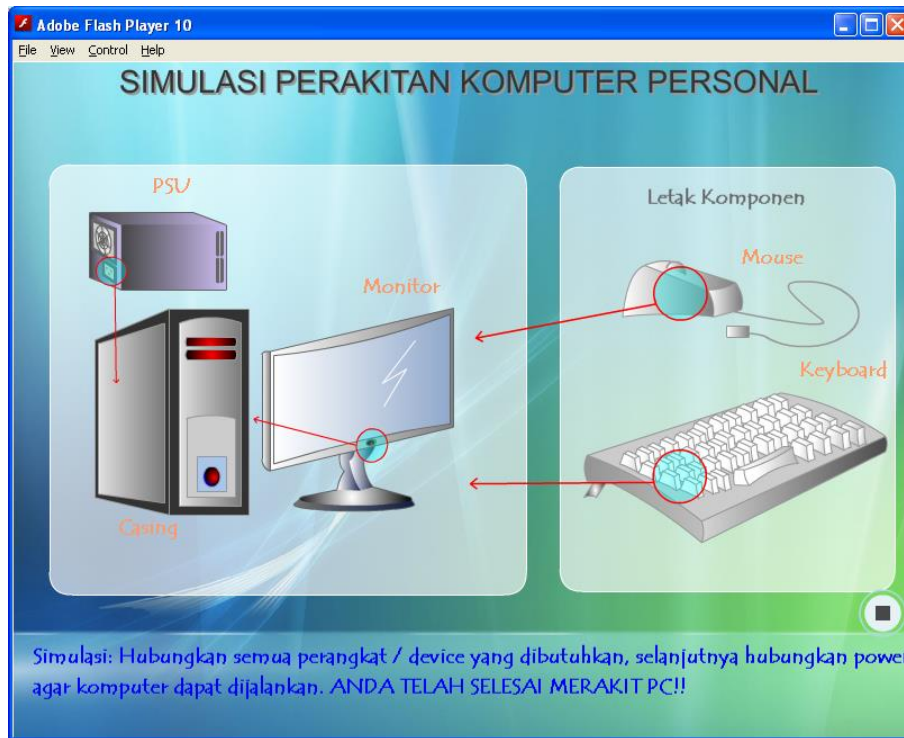 Adobe Flash Player 10
File View Control Help
SIMULASI PERAKITAN KOMPUTER PERSONAL
PSU
Monitor
Casing
Letak Komponen
Mouse
Keyboard
Simulasi: Hubungkan semua perangkat / device yang dibutuhkan, selanjutnya hubungkan power
agar komputer dapat dijalankan. ANDA TELAH SELESAI MERAKIT PC!!